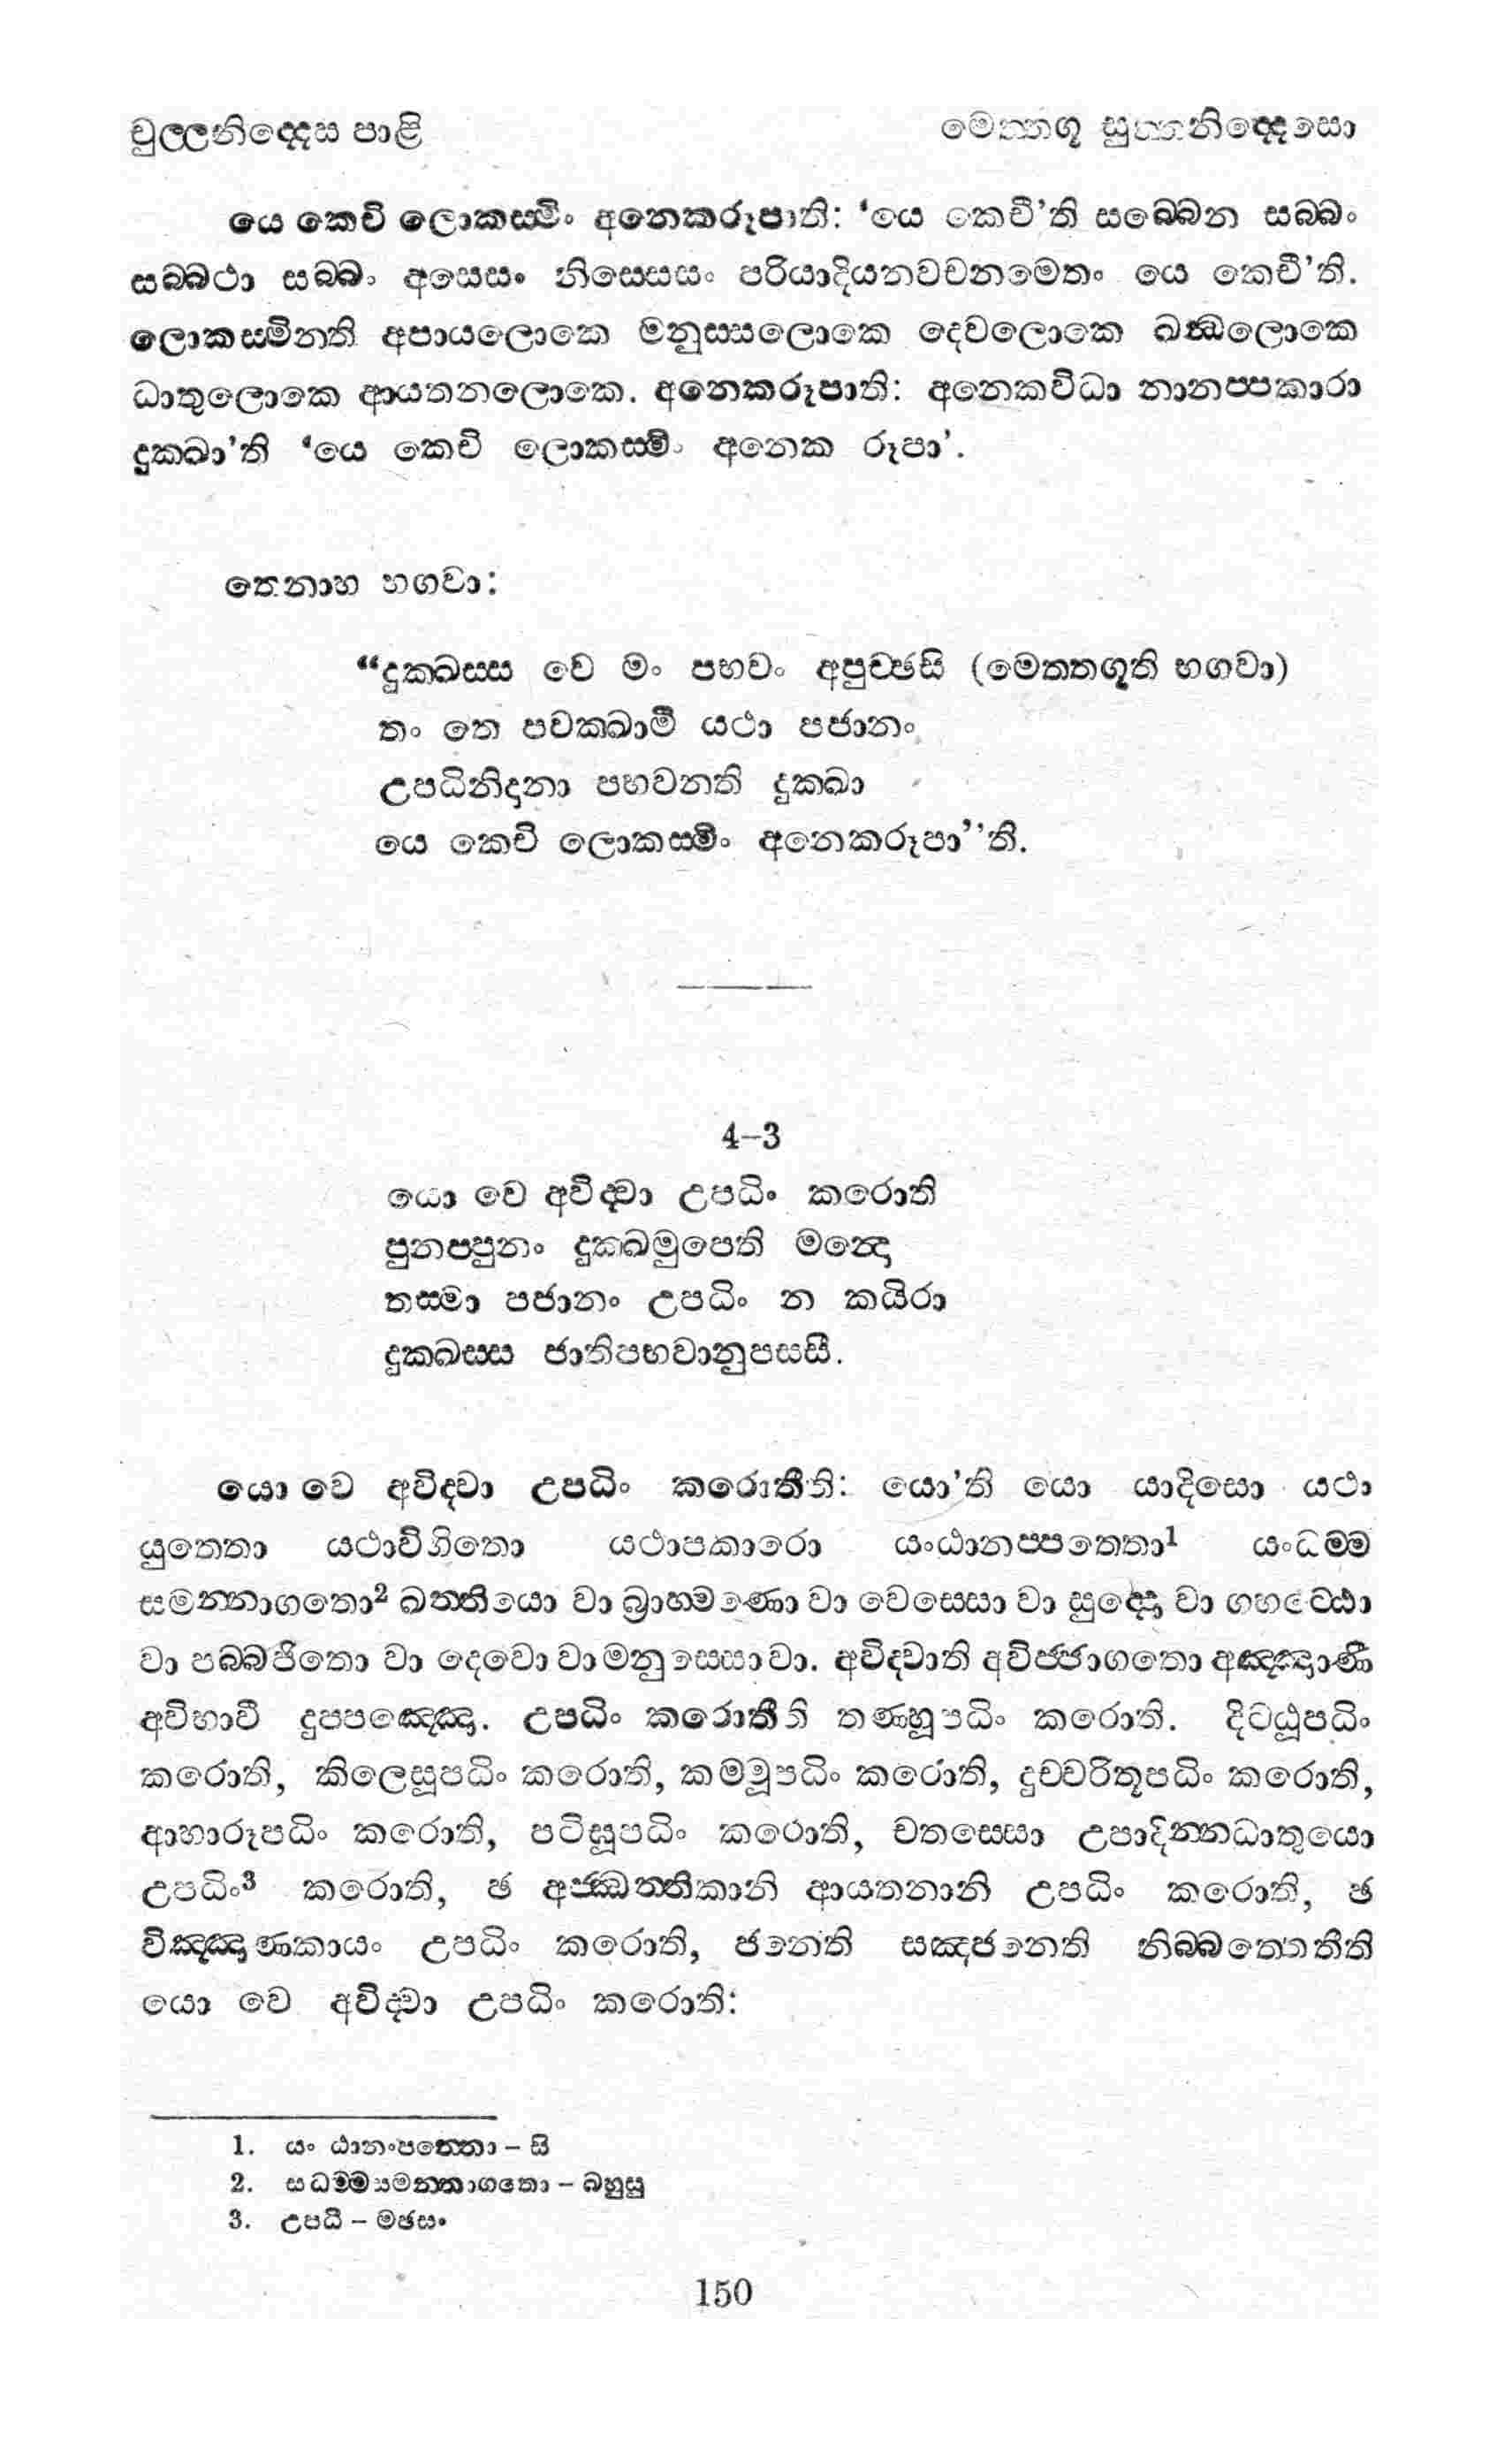 චුල්ලනිද්දෙස පාළි
මෙත්තගූ සුත්තනිද්දෙසො
යෙ කෙචි ලොකස්මිං අනෙකරූපාති: ‘යෙ කෙචී’ති සබ්බෙන සබ්බං
සබ්බථා සබ්බං අසෙසං නිස්සෙසං පරියාදියනවචනමෙතං යෙ කෙචී’ති.
ලොකස්මින්ති අපායලොකෙ මනුස්සලොකෙ දෙවලොකෙ ඛන්ධලොකෙ
ධාතුලොකෙ ආයතනලොකෙ. අනෙකරූපාති: අනෙකවිධා නානප්පකාරා
දුක්ඛා’ති ‘යෙ කෙචි ලොකස්මිං අනෙක රූපා’.
තෙනාහ භගවා:
“දුක්ඛස්ස වෙ මං පභවං අපුච්ඡසි (මෙත්තගූති භගවා)
තං තෙ පවක්ඛාමි යථා පජානං
උපධිනිදානා පභවන්ති දුක්ඛා
යෙ කෙචි ලොකස්මිං අනෙකරූපා’’ති.
4–3
යො වෙ අවිද්වා උපධිං කරොති
පුනප්පුනං දුක්ඛමුපෙති මන්දො
තස්මා පජානං උපධිං න කයිරා
දුක්ඛස්ස ජාතිප්පභවානුපස්සී.
යො වෙ අවිද්වා උපධිං කරොතීති: යො’ති යො යාදිසො යථා
යුත්තො යථාවිහිතො යථාපකාරො යංඨානප්පත්තො1 යංධම්ම
සමන්නාගතො2 ඛත්තියො වා බ්‍රාහ්මණො වා වෙස්සො වා සුද්දො වා ගහට්ඨො
වා පබ්බජිතො වා දෙවො වා මනුස්සො වා. අවිද්වාති අවිජ්ජාගතො අඤ්ඤාණී
අවිභාවී දුප්පඤ්ඤො. උපධිං කරොතීති තණ්හූපධිං කරොති. දිට්ඨූපධිං
කරොති, කිලෙසූපධිං කරොති, කම්මූපධිං කරොති, දුච්චරිතූපධිං කරොති,
ආහාරූපධිං කරොති, පටිඝූපධිං කරොති, චතස්සො උපාදින්නධාතුයො
උපධිං3 කරොති, ඡ අජ්ඣත්තිකානි ආයතනානි උපධිං කරොති, ඡ
විඤ්ඤාණකායං උපධිං කරොති, ජනෙති සඤ්ජනෙති නිබ්බත්තෙතීති
යො වෙ අවිද්වා උපධිං කරොති:
1. යං ඨානංපත්තො – සි
2. සධම්මසමන්නාගතො – බහුසු
3. උපධී – මඡසං
150